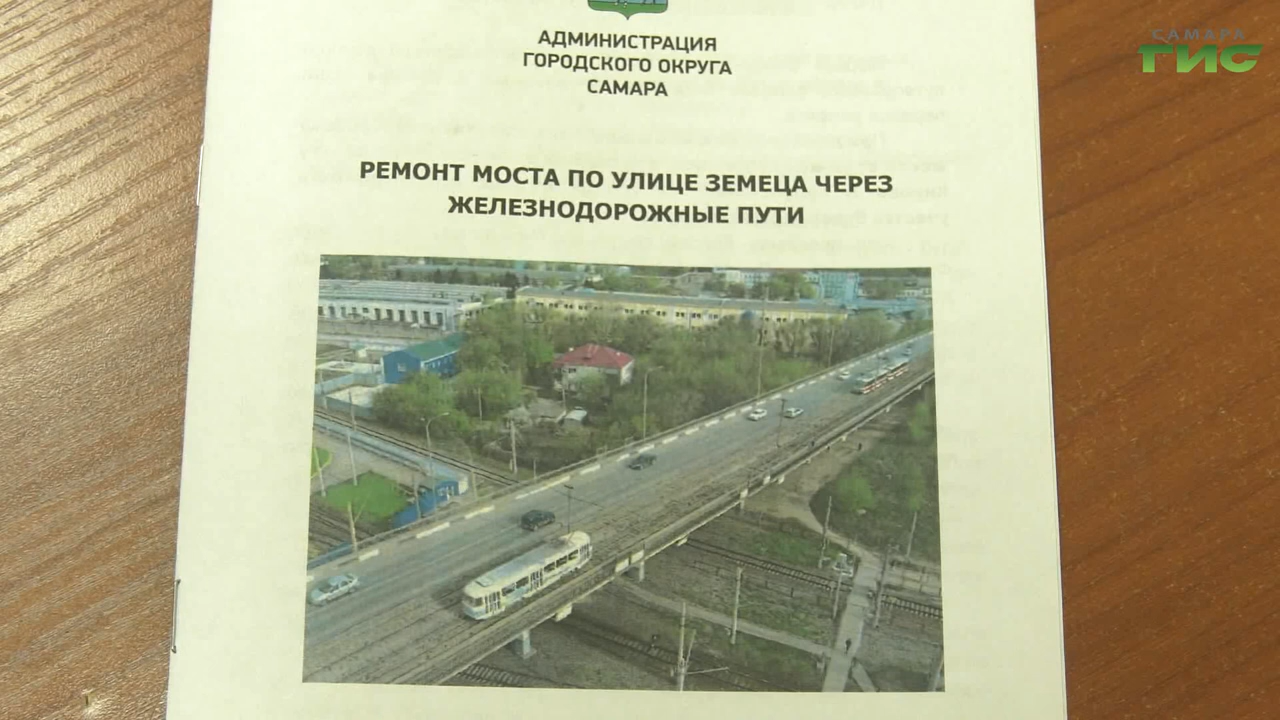 САМАРА
ГИС
АДМИНИСТРАЦИЯ
ГОРОДСКОГО ОКРУГА
САМАРА
РЕМОНТ МОСТА ПО УЛИЦЕ ЗЕМЕЦА ЧЕРЕЗ
ЖЕЛЕЗНОДОРОЖНЫЕ ПУТИ